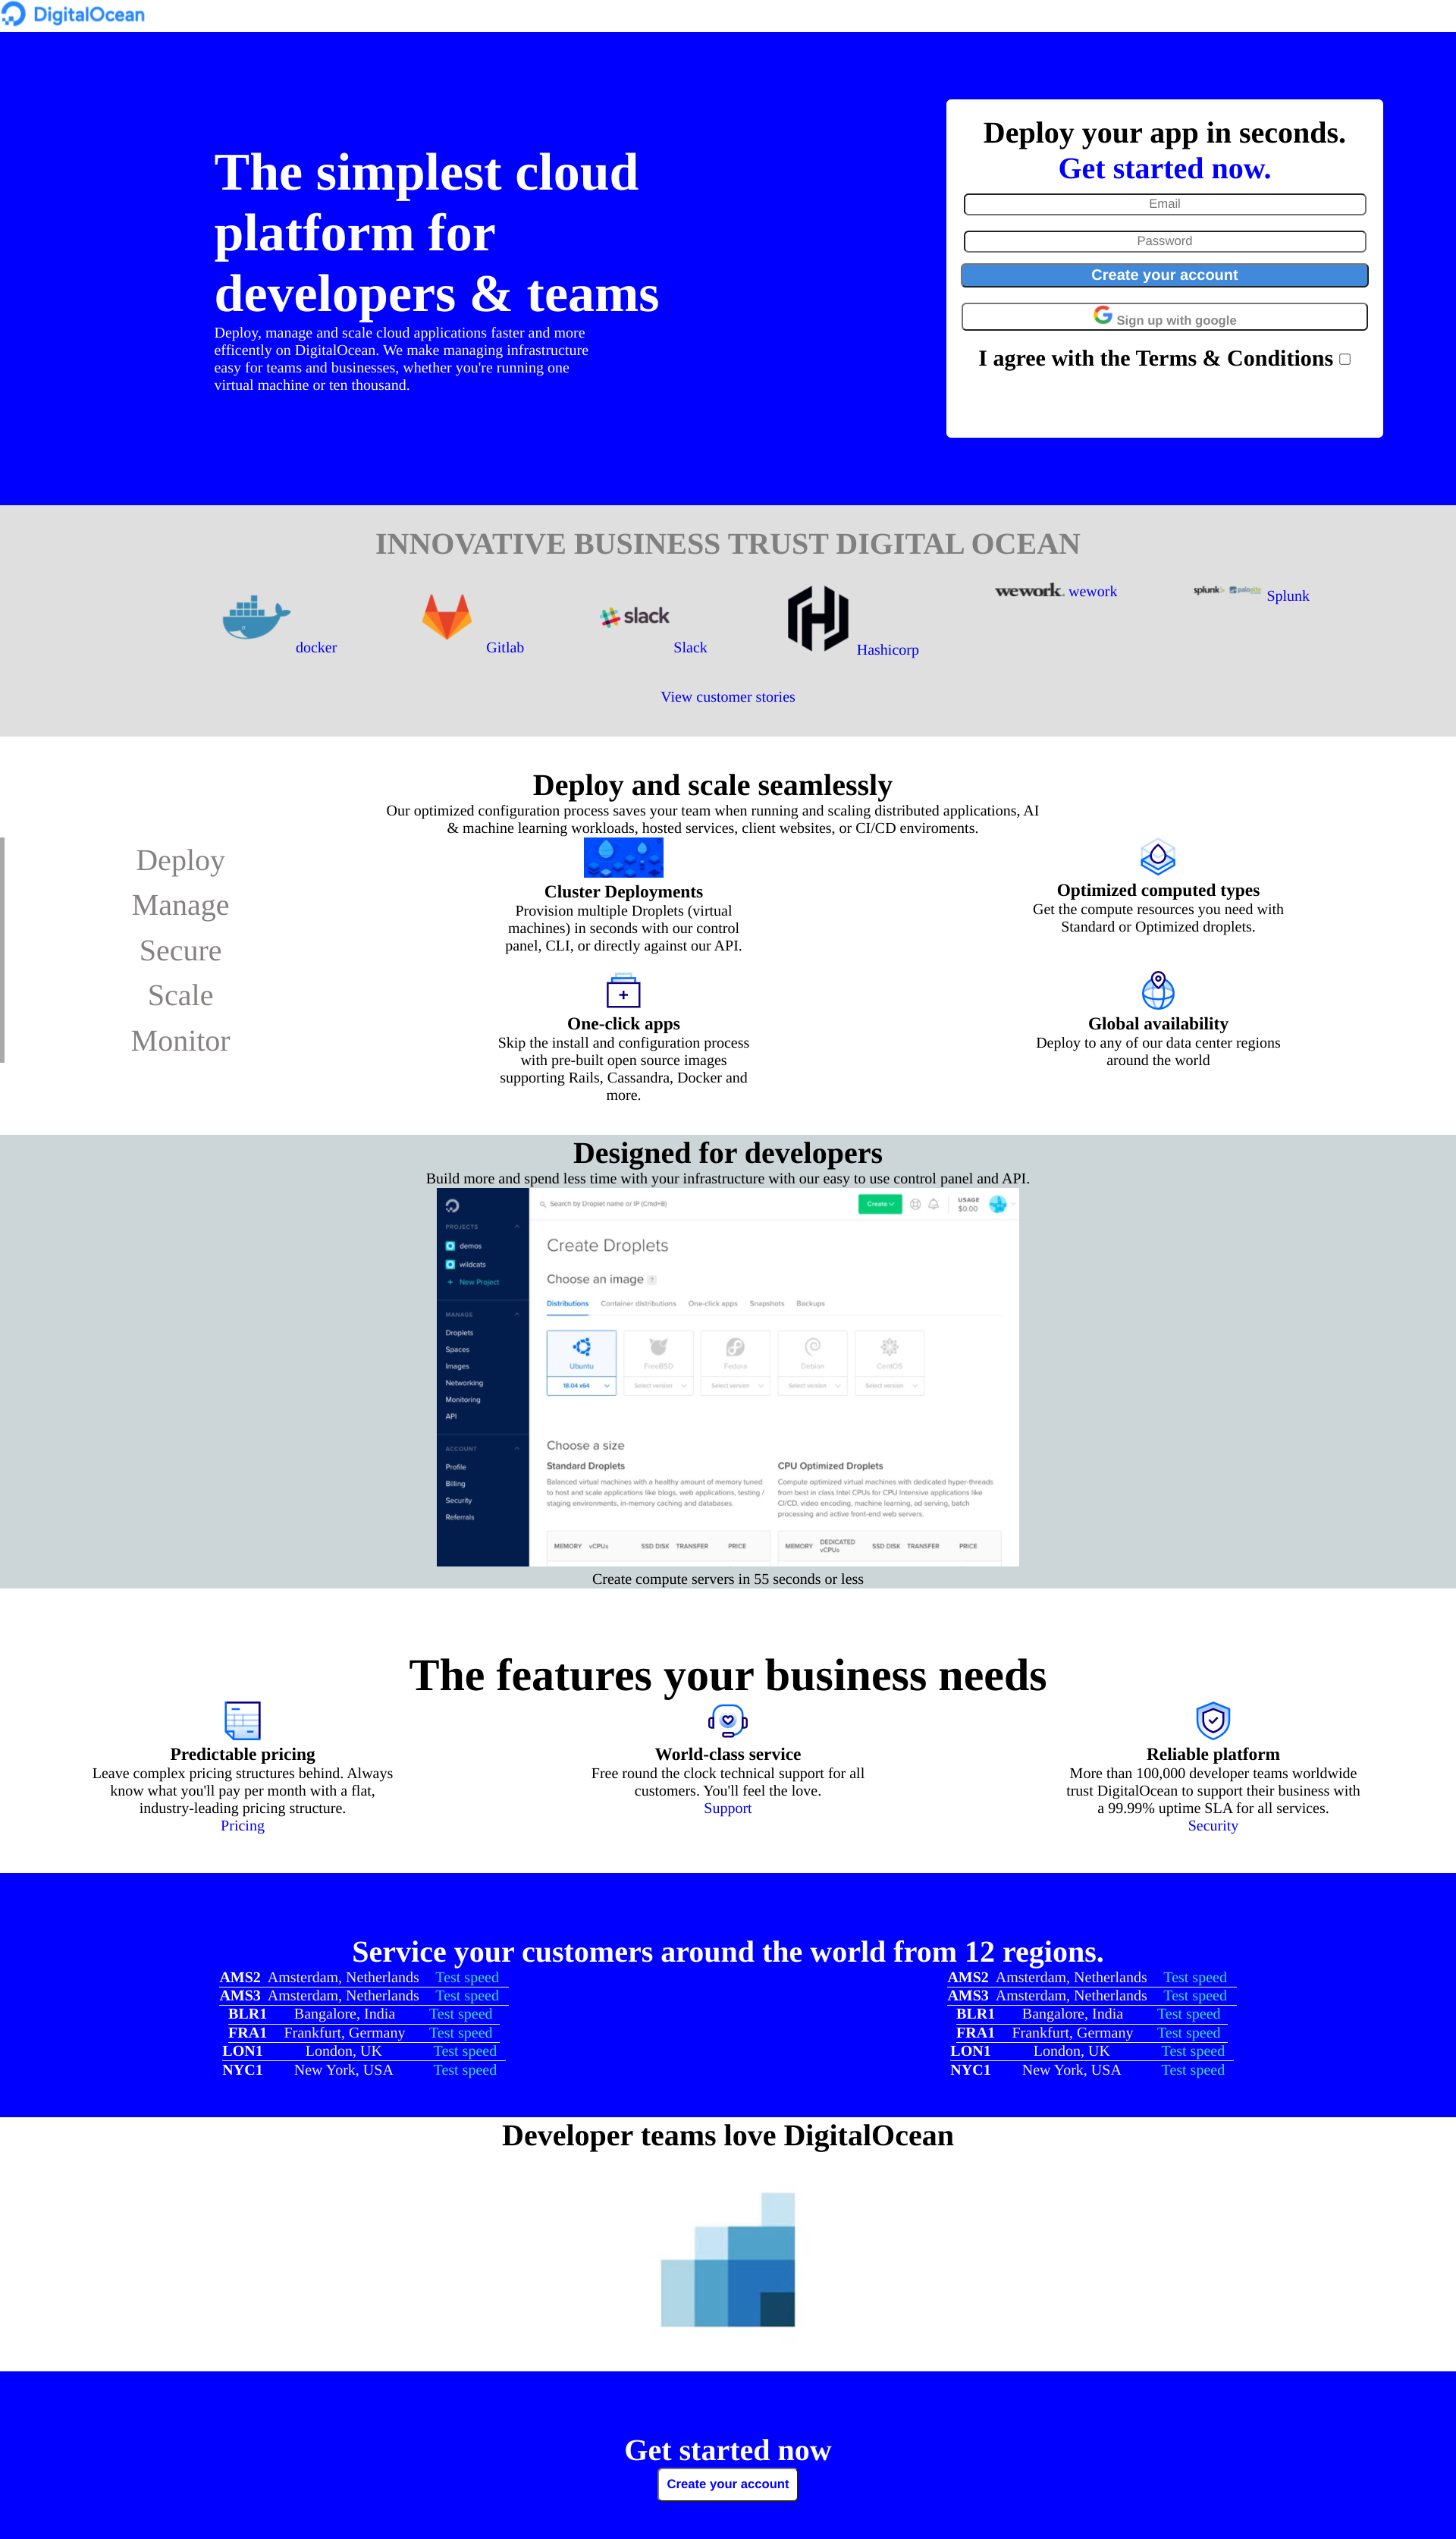 DigitalOcean
The simplest cloud
platform for
developers & teams
Deploy, manage and scale cloud applications faster and more
efficently on DigitalOcean. We make managing infrastructure
easy for teams and businesses, whether you're running one
virtual machine or ten thousand.
Deploy your app in seconds.
Get started now.
Email
Password
Create your account
Sign up with google
I agree with the Terms & Conditions
INNOVATIVE BUSINESS TRUST DIGITAL OCEAN
docker
Gitlab
slack
Slack
Hashicorp
wework. wework
splunk> Splunk
View customer stories
Deploy and scale seamlessly
Our optimized configuration process saves your team when running and scaling distributed applications, AI
& machine learning workloads, hosted services, client websites, or CI/CD enviroments.
Deploy
Manage
Secure
Scale
Monitor
Cluster Deployments
Provision multiple Droplets (virtual
machines) in seconds with our control
panel, CLI, or directly against our API.
Optimized computed types
Get the compute resources you need with
Standard or Optimized droplets.
One-click apps
Skip the install and configuration process
with pre-built open source images
supporting Rails, Cassandra, Docker and
more.
Global availability
Deploy to any of our data center regions
around the world
Designed for developers
Build more and spend less time with your infrastructure with our easy to use control panel and API.
Search by Droplet name or IP (Cmd+B)
Create
USAGE
$0.00
PROJECTS
demos
wildcats
+ New Project
MANAGE
Droplets
Spaces
Images
Networking
Monitoring
API
ACCOUNT
Profile
Billing
Security
Referrals
Create Droplets
Choose an image ?
Distributions Container distributions One-click apps Snapshots Backups
Ubuntu FreeBSD Fedora Debian CentOS
18.04 x64 Select version Select version Select version Select version
Choose a size
Standard Droplets
Balanced virtual machines with a healthy amount of memory tuned
to host and scale applications like blogs, web applications, testing /
staging environments, in-memory caching and databases.
CPU Optimized Droplets
Compute optimized virtual machines with dedicated hyper-threads
from best in class Intel CPUs for CPU Intensive applications like
CI/CD, video encoding, machine learning, ad serving, batch
processing and active front-end web servers.
MEMORY vCPUs SSD DISK TRANSFER PRICE
MEMORY DEDICATED vCPUs SSD DISK TRANSFER PRICE
Create compute servers in 55 seconds or less
The features your business needs
Predictable pricing
Leave complex pricing structures behind. Always
know what you'll pay per month with a flat,
industry-leading pricing structure.
Pricing
World-class service
Free round the clock technical support for all
customers. You'll feel the love.
Support
Reliable platform
More than 100,000 developer teams worldwide
trust DigitalOcean to support their business with
a 99.99% uptime SLA for all services.
Security
Service your customers around the world from 12 regions.
AMS2 Amsterdam, Netherlands Test speed
AMS3 Amsterdam, Netherlands Test speed
BLR1 Bangalore, India Test speed
FRA1 Frankfurt, Germany Test speed
LON1 London, UK Test speed
NYC1 New York, USA Test speed
AMS2 Amsterdam, Netherlands Test speed
AMS3 Amsterdam, Netherlands Test speed
BLR1 Bangalore, India Test speed
FRA1 Frankfurt, Germany Test speed
LON1 London, UK Test speed
NYC1 New York, USA Test speed
Developer teams love DigitalOcean
Get started now
Create your account